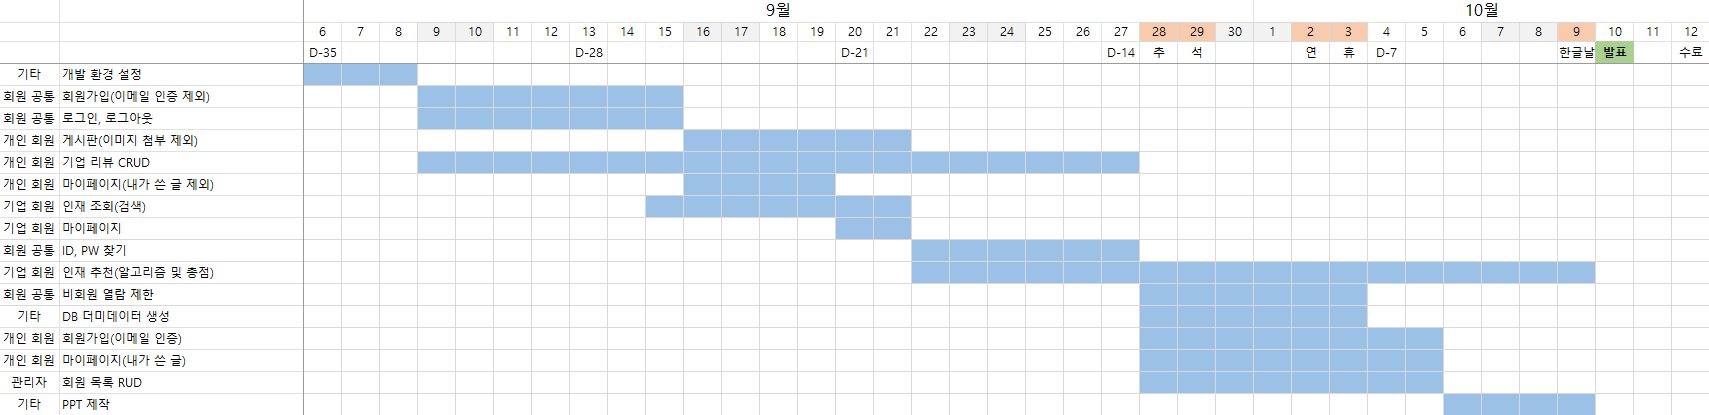 9월 10월
6 7 8 9 10 11 12 13 14 15 16 17 18 19 20 21 22 23 24 25 26 27 28 29 30 1 2 3 4 5 6 7 8 9 10 11 12
D-35 D-28 D-21 D-14 추 석 연 휴 D-7 한글날 발표 수료
기타 개발 환경 설정
회원 공통 회원가입(이메일 인증 제외)
회원 공통 로그인, 로그아웃
개인 회원 게시판(이미지 첨부 제외)
개인 회원 기업 리뷰 CRUD
개인 회원 마이페이지(내가 쓴 글 제외)
기업 회원 인재 조회(검색)
기업 회원 마이페이지
회원 공통 ID, PW 찾기
기업 회원 인재 추천(알고리즘 및 총점)
회원 공통 비회원 열람 제한
기타 DB 더미데이터 생성
개인 회원 회원가입(이메일 인증)
개인 회원 마이페이지(내가 쓴 글)
관리자 회원 목록 RUD
기타 PPT 제작